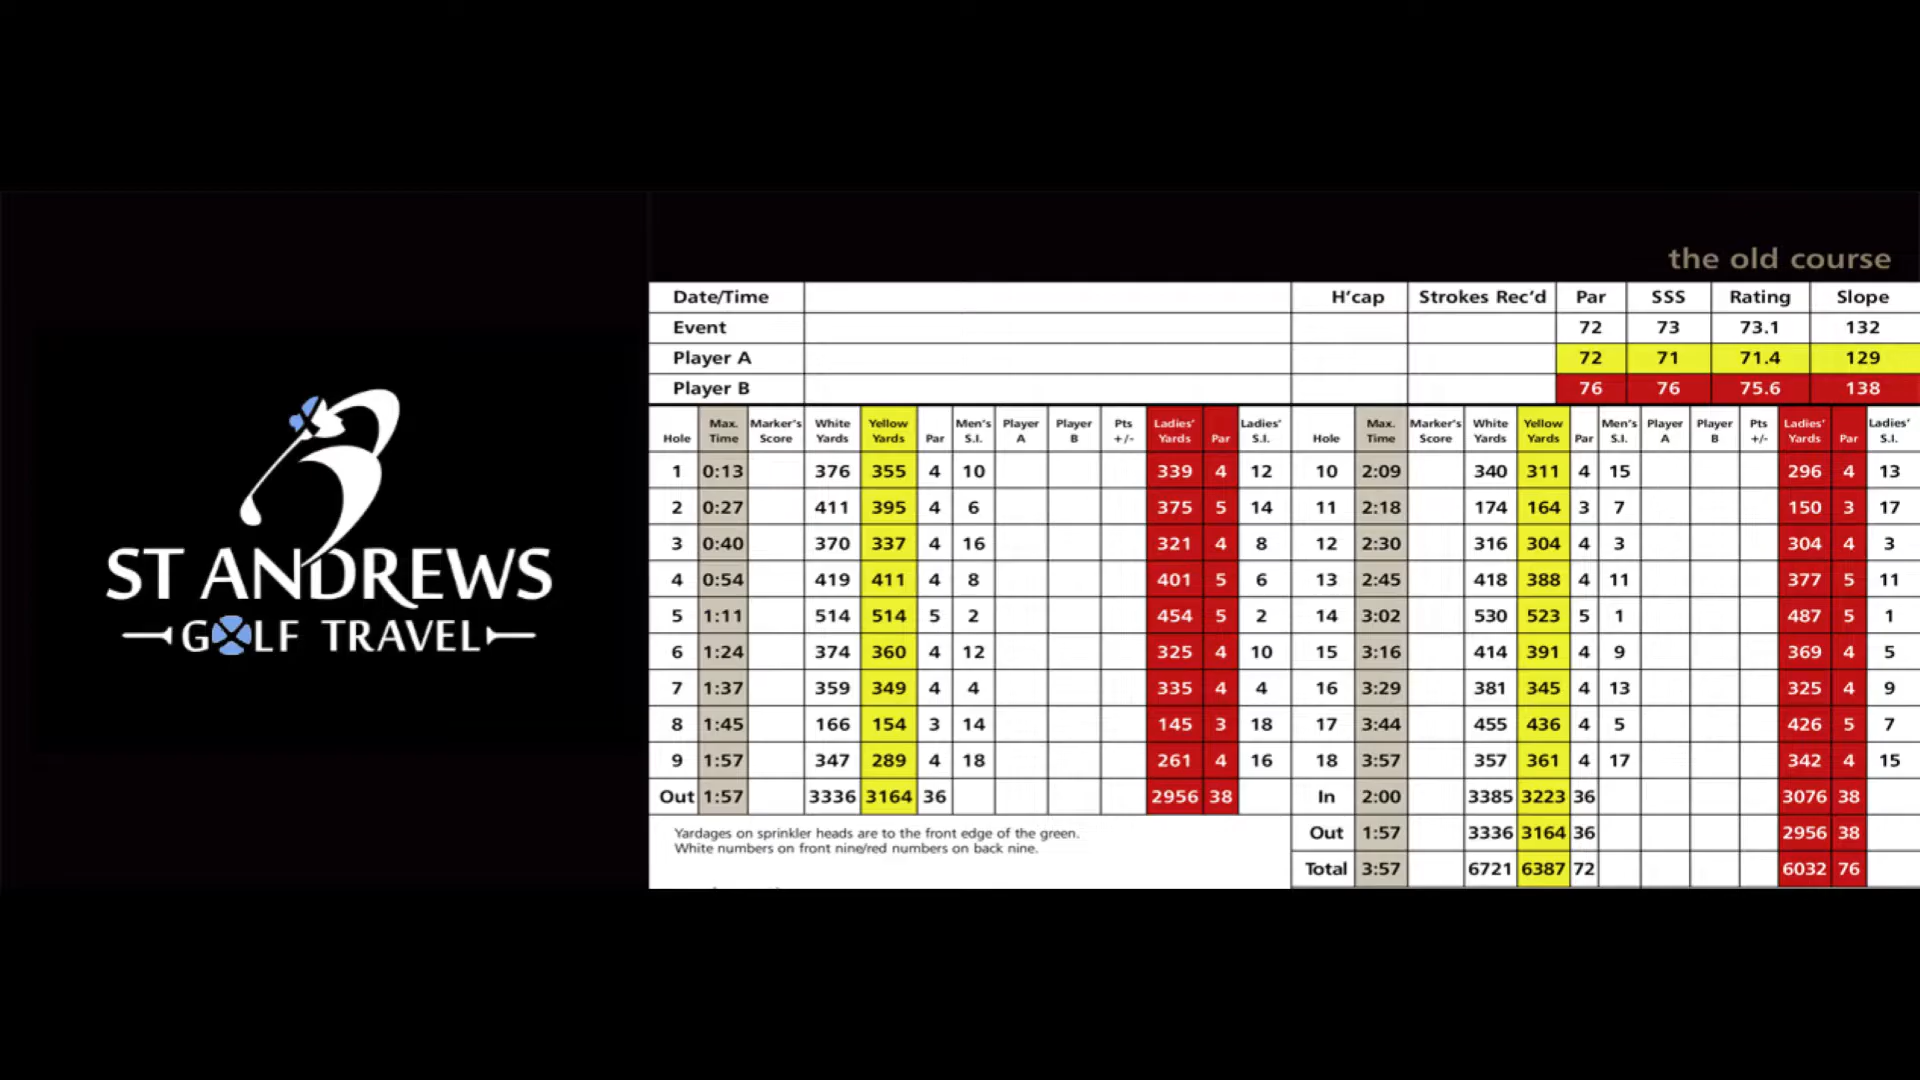 ST ANDREWS
GOLF TRAVEL
the old course
Date/Time H'cap Strokes Rec'd Par SSS Rating Slope
Event 72 73 73.1 132
Player A 72 71 71.4 129
Player B 76 76 75.6 138
Hole Max. Time Marker's Score White Yards Yellow Yards Par Men's S.I. Player A Player B Pts +/- Ladies' Yards Par Ladies' S.I. Hole Max. Time Marker's Score White Yards Yellow Yards Par Men's S.I. Player A Player B Pts +/- Ladies' Yards Par Ladies' S.I.
1 0:13 376 355 4 10 339 4 12 10 2:09 340 311 4 15 296 4 13
2 0:27 411 395 4 6 375 5 14 11 2:18 174 164 3 7 150 3 17
3 0:40 370 337 4 16 321 4 8 12 2:30 316 304 4 3 304 4 3
4 0:54 419 411 4 8 401 5 6 13 2:45 418 388 4 11 377 5 11
5 1:11 514 514 5 2 454 5 2 14 3:02 530 523 5 1 487 5 1
6 1:24 374 360 4 12 325 4 10 15 3:16 414 391 4 9 369 4 5
7 1:37 359 349 4 4 335 4 4 16 3:29 381 345 4 13 325 4 9
8 1:45 166 154 3 14 145 3 18 17 3:44 455 436 4 5 426 5 7
9 1:57 347 289 4 18 261 4 16 18 3:57 357 361 4 17 342 4 15
Out 1:57 3336 3164 36 2956 38 In 2:00 3385 3223 36 3076 38
Yardages on sprinkler heads are to the front edge of the green.
White numbers on front nine/red numbers on back nine.
Out 1:57 3336 3164 36 2956 38
Total 3:57 6721 6387 72 6032 76